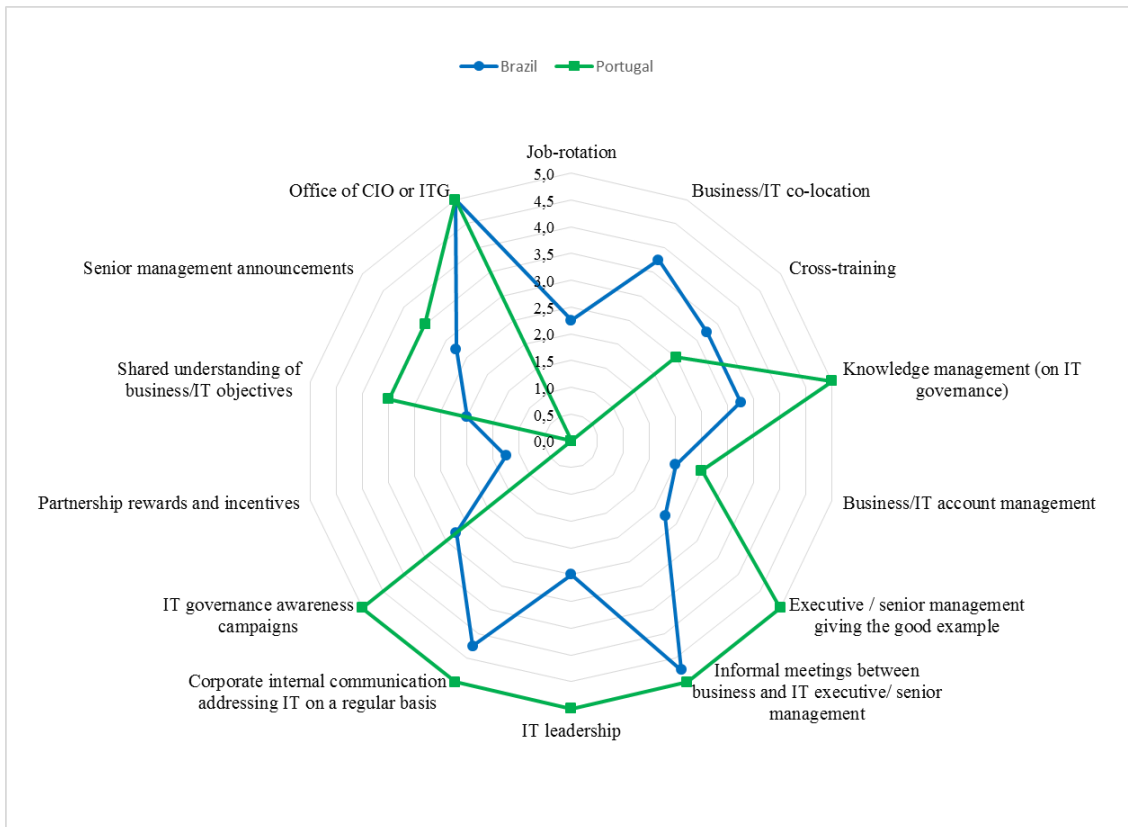 Brazil
Portugal
Job-rotation
Office of CIO or ITG
Business/IT co-location
Senior management announcements
Cross-training
Shared understanding of
business/IT objectives
Knowledge management (on IT
governance)
Partnership rewards and incentives
Business/IT account management
IT governance awareness
campaigns
Executive / senior management
giving the good example
Corporate internal communication
addressing IT on a regular basis
Informal meetings between
business and IT executive/ senior
management
IT leadership
5,0
4,5
4,0
3,5
3,0
2,5
2,0
1,5
1,0
0,5
0,0